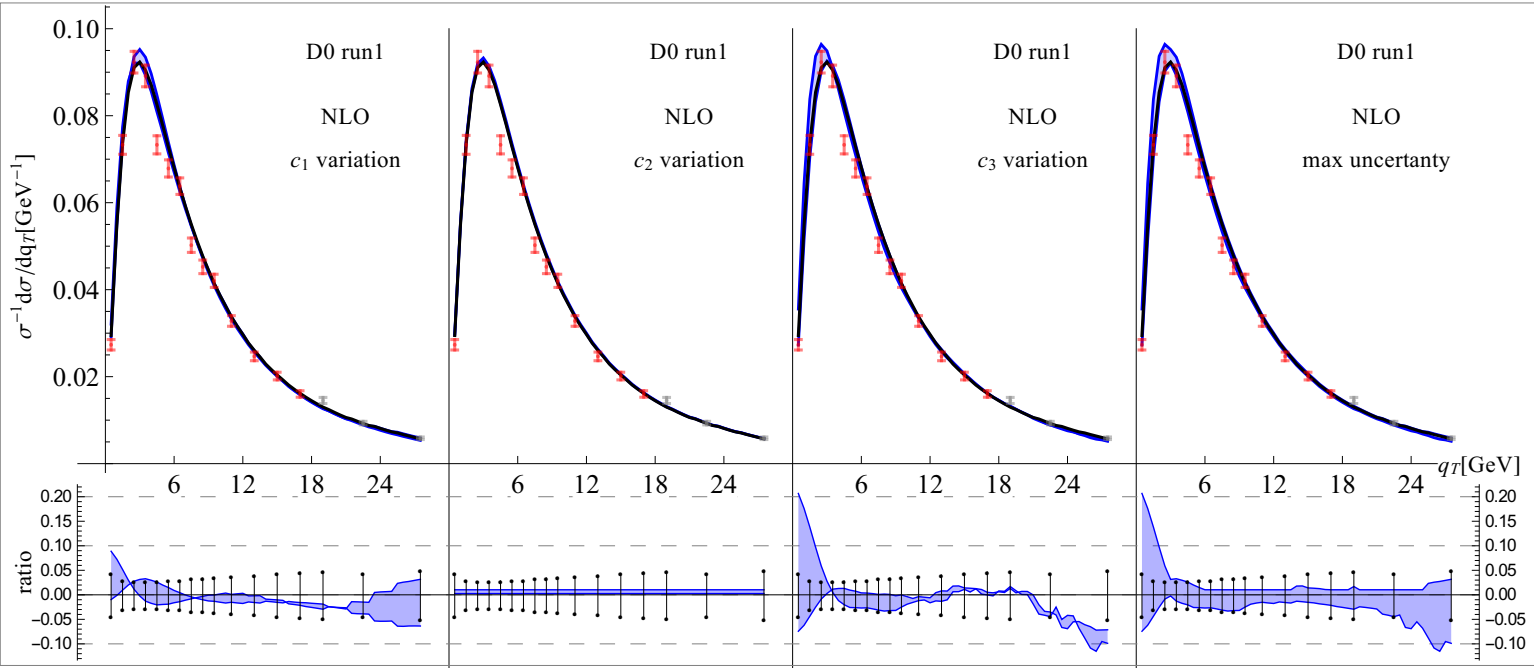 0.10
0.08
0.06
0.04
0.02
σ⁻¹dσ/dq_T[GeV⁻¹]
D0 run1
NLO
c₁ variation
D0 run1
NLO
c₂ variation
D0 run1
NLO
c₃ variation
D0 run1
NLO
max uncertanty
q_T[GeV]
6 12 18 24
6 12 18 24
6 12 18 24
6 12 18 24
ratio
0.20
0.15
0.10
0.05
0.00
−0.05
−0.10
0.20
0.15
0.10
0.05
0.00
−0.05
−0.10